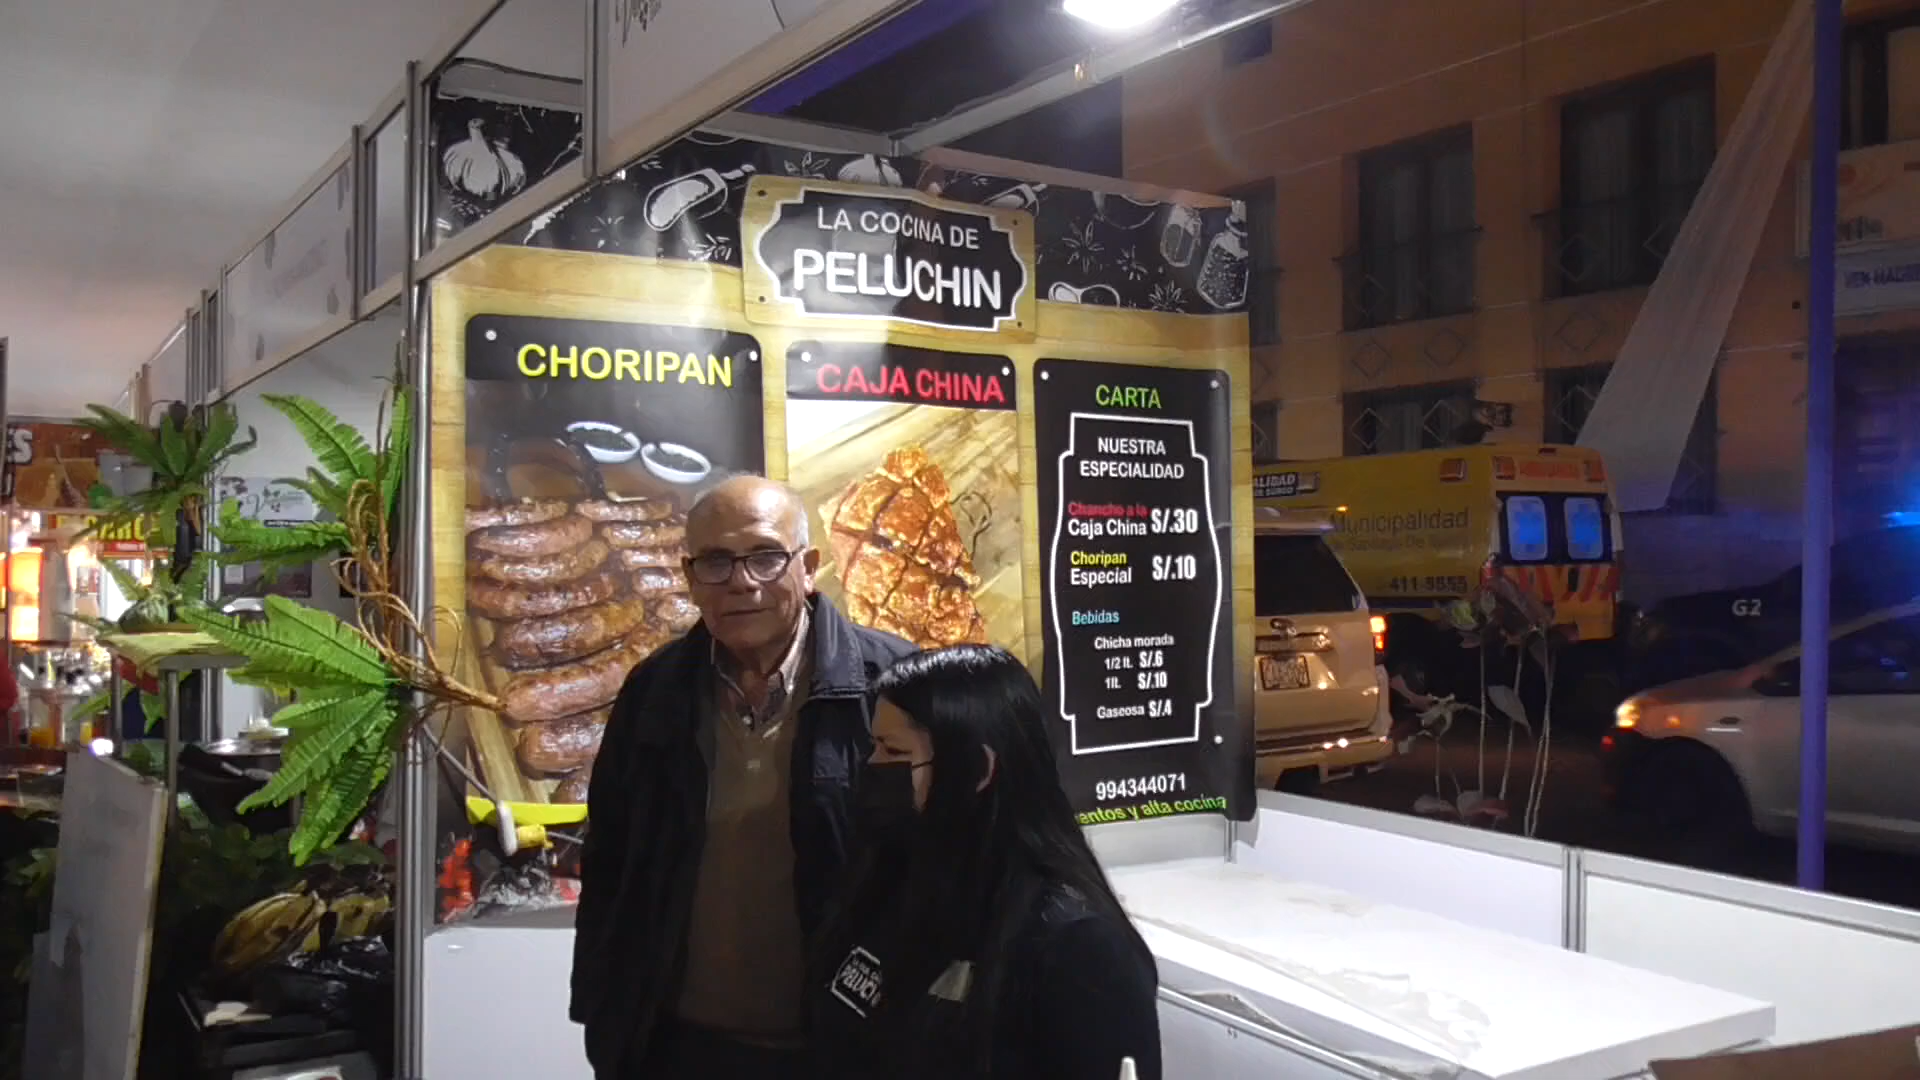 LA COCINA DE
PELUCHIN
CHORIPAN
CAJA CHINA
CARTA
NUESTRA
ESPECIALIDAD
Chancho a la
Caja China S/.30
Choripan
Especial S/.10
Bebidas
Chicha morada
1/2 lt. S/.6
1lt. S/.10
Gaseosa S/.4
994344071
entos y alta cocina
ALIDAD
Municipalidad
411-5555
G2